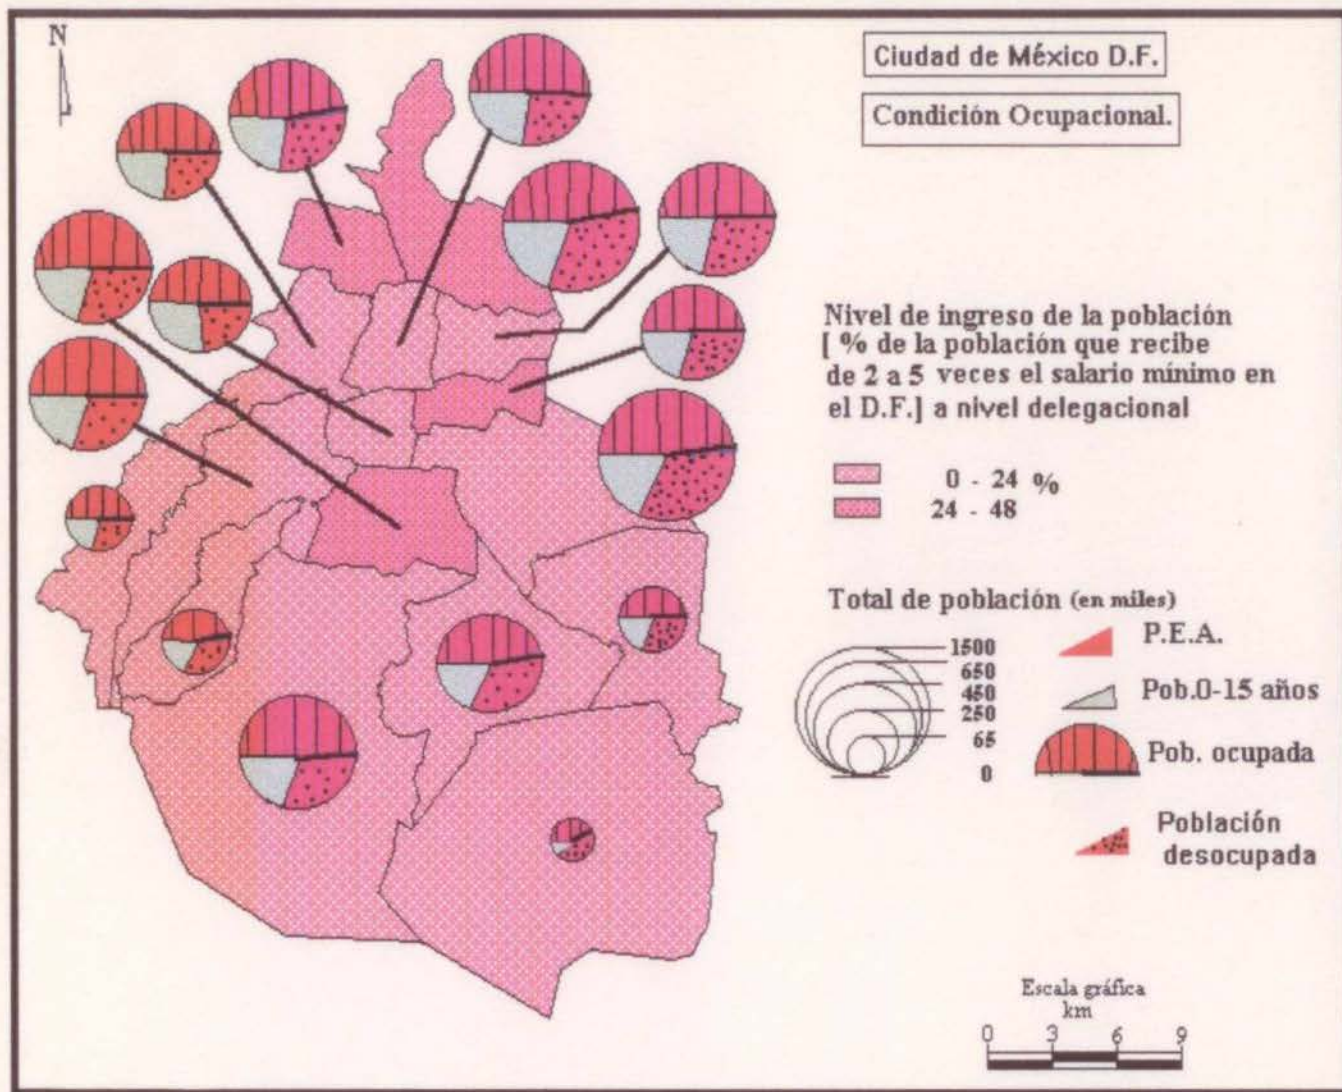 N
Ciudad de México D.F.
Condición Ocupacional.
Nivel de ingreso de la población
[ % de la población que recibe
de 2 a 5 veces el salario mínimo en
el D.F.] a nivel delegacional
0 - 24 %
24 - 48
Total de población (en miles)
1500
650
450
250
65
0
P.E.A.
Pob.0-15 años
Pob. ocupada
Población
desocupada
Escala gráfica
km
0 3 6 9